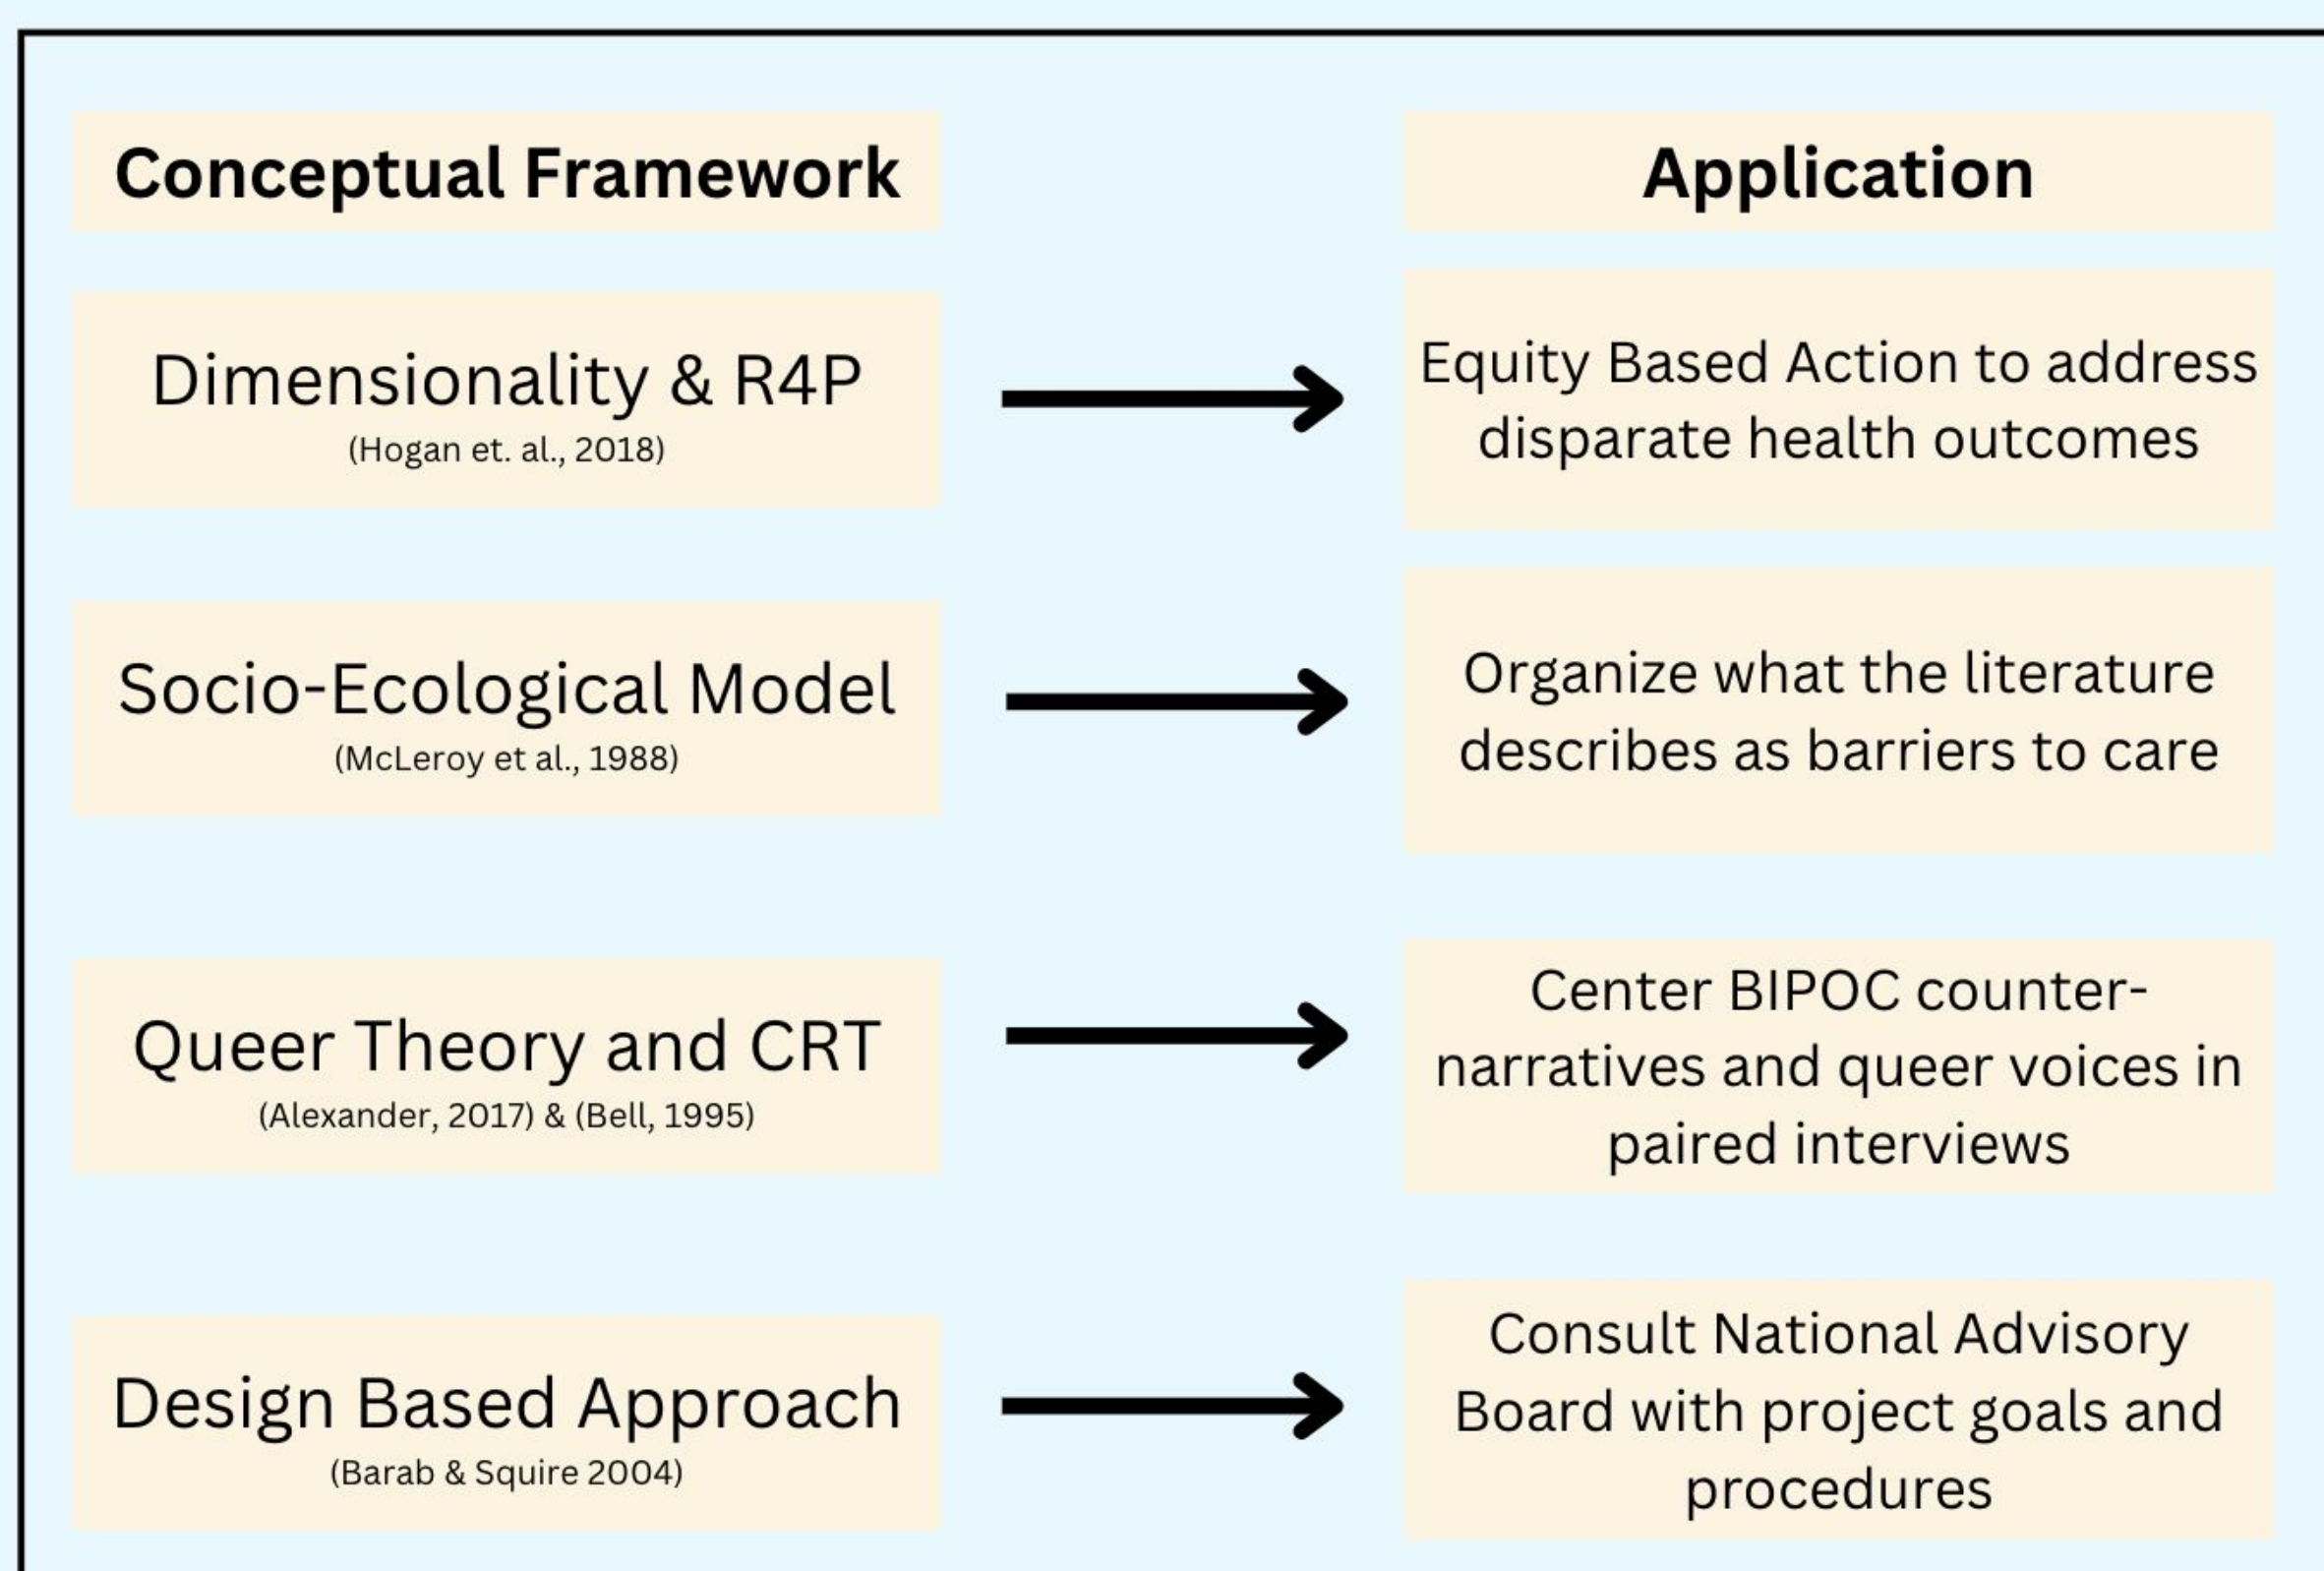 Conceptual Framework
Application
Dimensionality & R4P
(Hogan et. al., 2018)
Equity Based Action to address
disparate health outcomes
Socio-Ecological Model
(McLeroy et al., 1988)
Organize what the literature
describes as barriers to care
Queer Theory and CRT
(Alexander, 2017) & (Bell, 1995)
Center BIPOC counter-
narratives and queer voices in
paired interviews
Design Based Approach
(Barab & Squire 2004)
Consult National Advisory
Board with project goals and
procedures